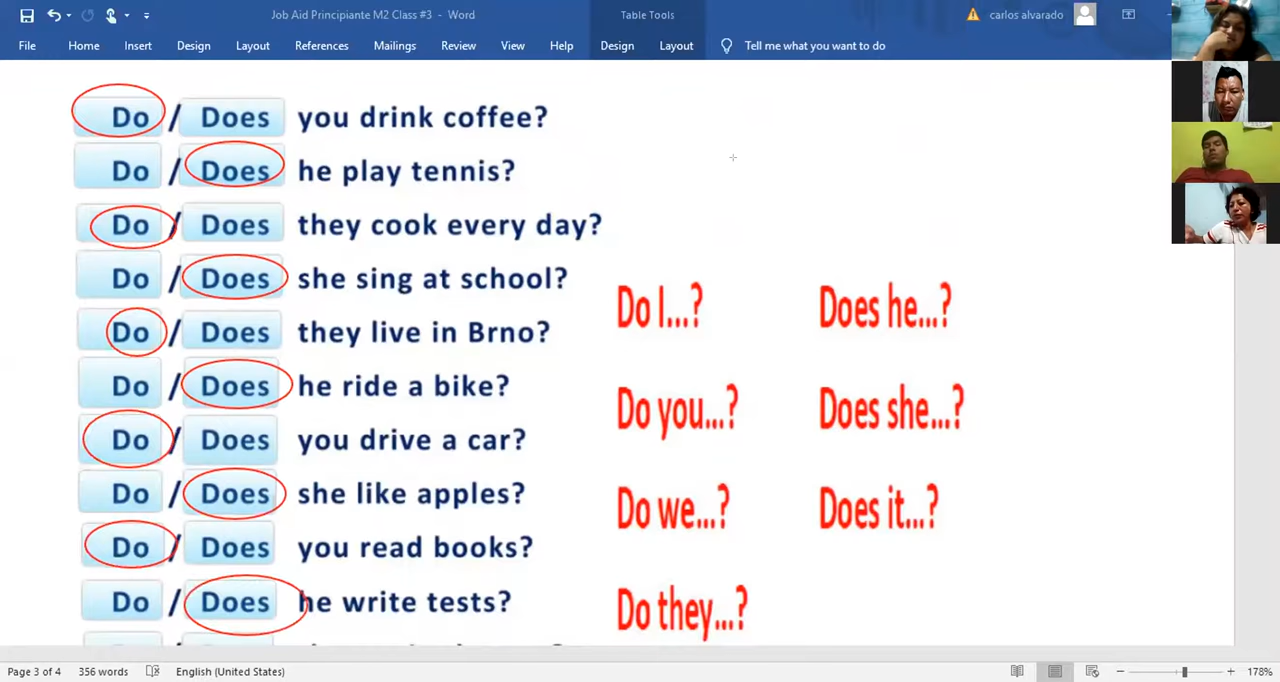 Job Aid Principiante M2 Class #3 - Word
Table Tools
carlos alvarado
File Home Insert Design Layout References Mailings Review View Help Design Layout Tell me what you want to do
Do / Does you drink coffee?
Do / Does he play tennis?
Do / Does they cook every day?
Do / Does she sing at school?
Do / Does they live in Brno?
Do / Does he ride a bike?
Do / Does you drive a car?
Do / Does she like apples?
Do / Does you read books?
Do / Does he write tests?
Do I...? Does he...?
Do you...? Does she...?
Do we...? Does it...?
Do they...?
Page 3 of 4 356 words English (United States) 178%